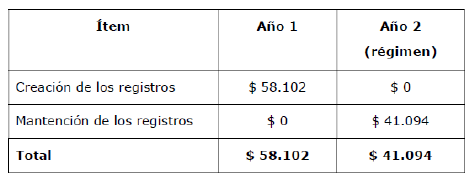 Ítem Año 1 Año 2
(régimen)
Creación de los registros $ 58.102 $ 0
Mantención de los registros $ 0 $ 41.094
Total $ 58.102 $ 41.094